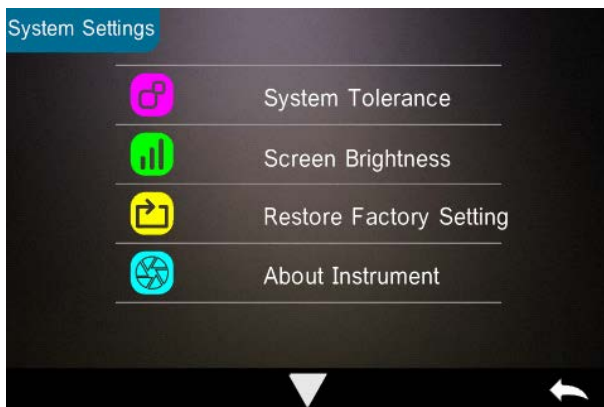 System Settings
System Tolerance
Screen Brightness
Restore Factory Setting
About Instrument